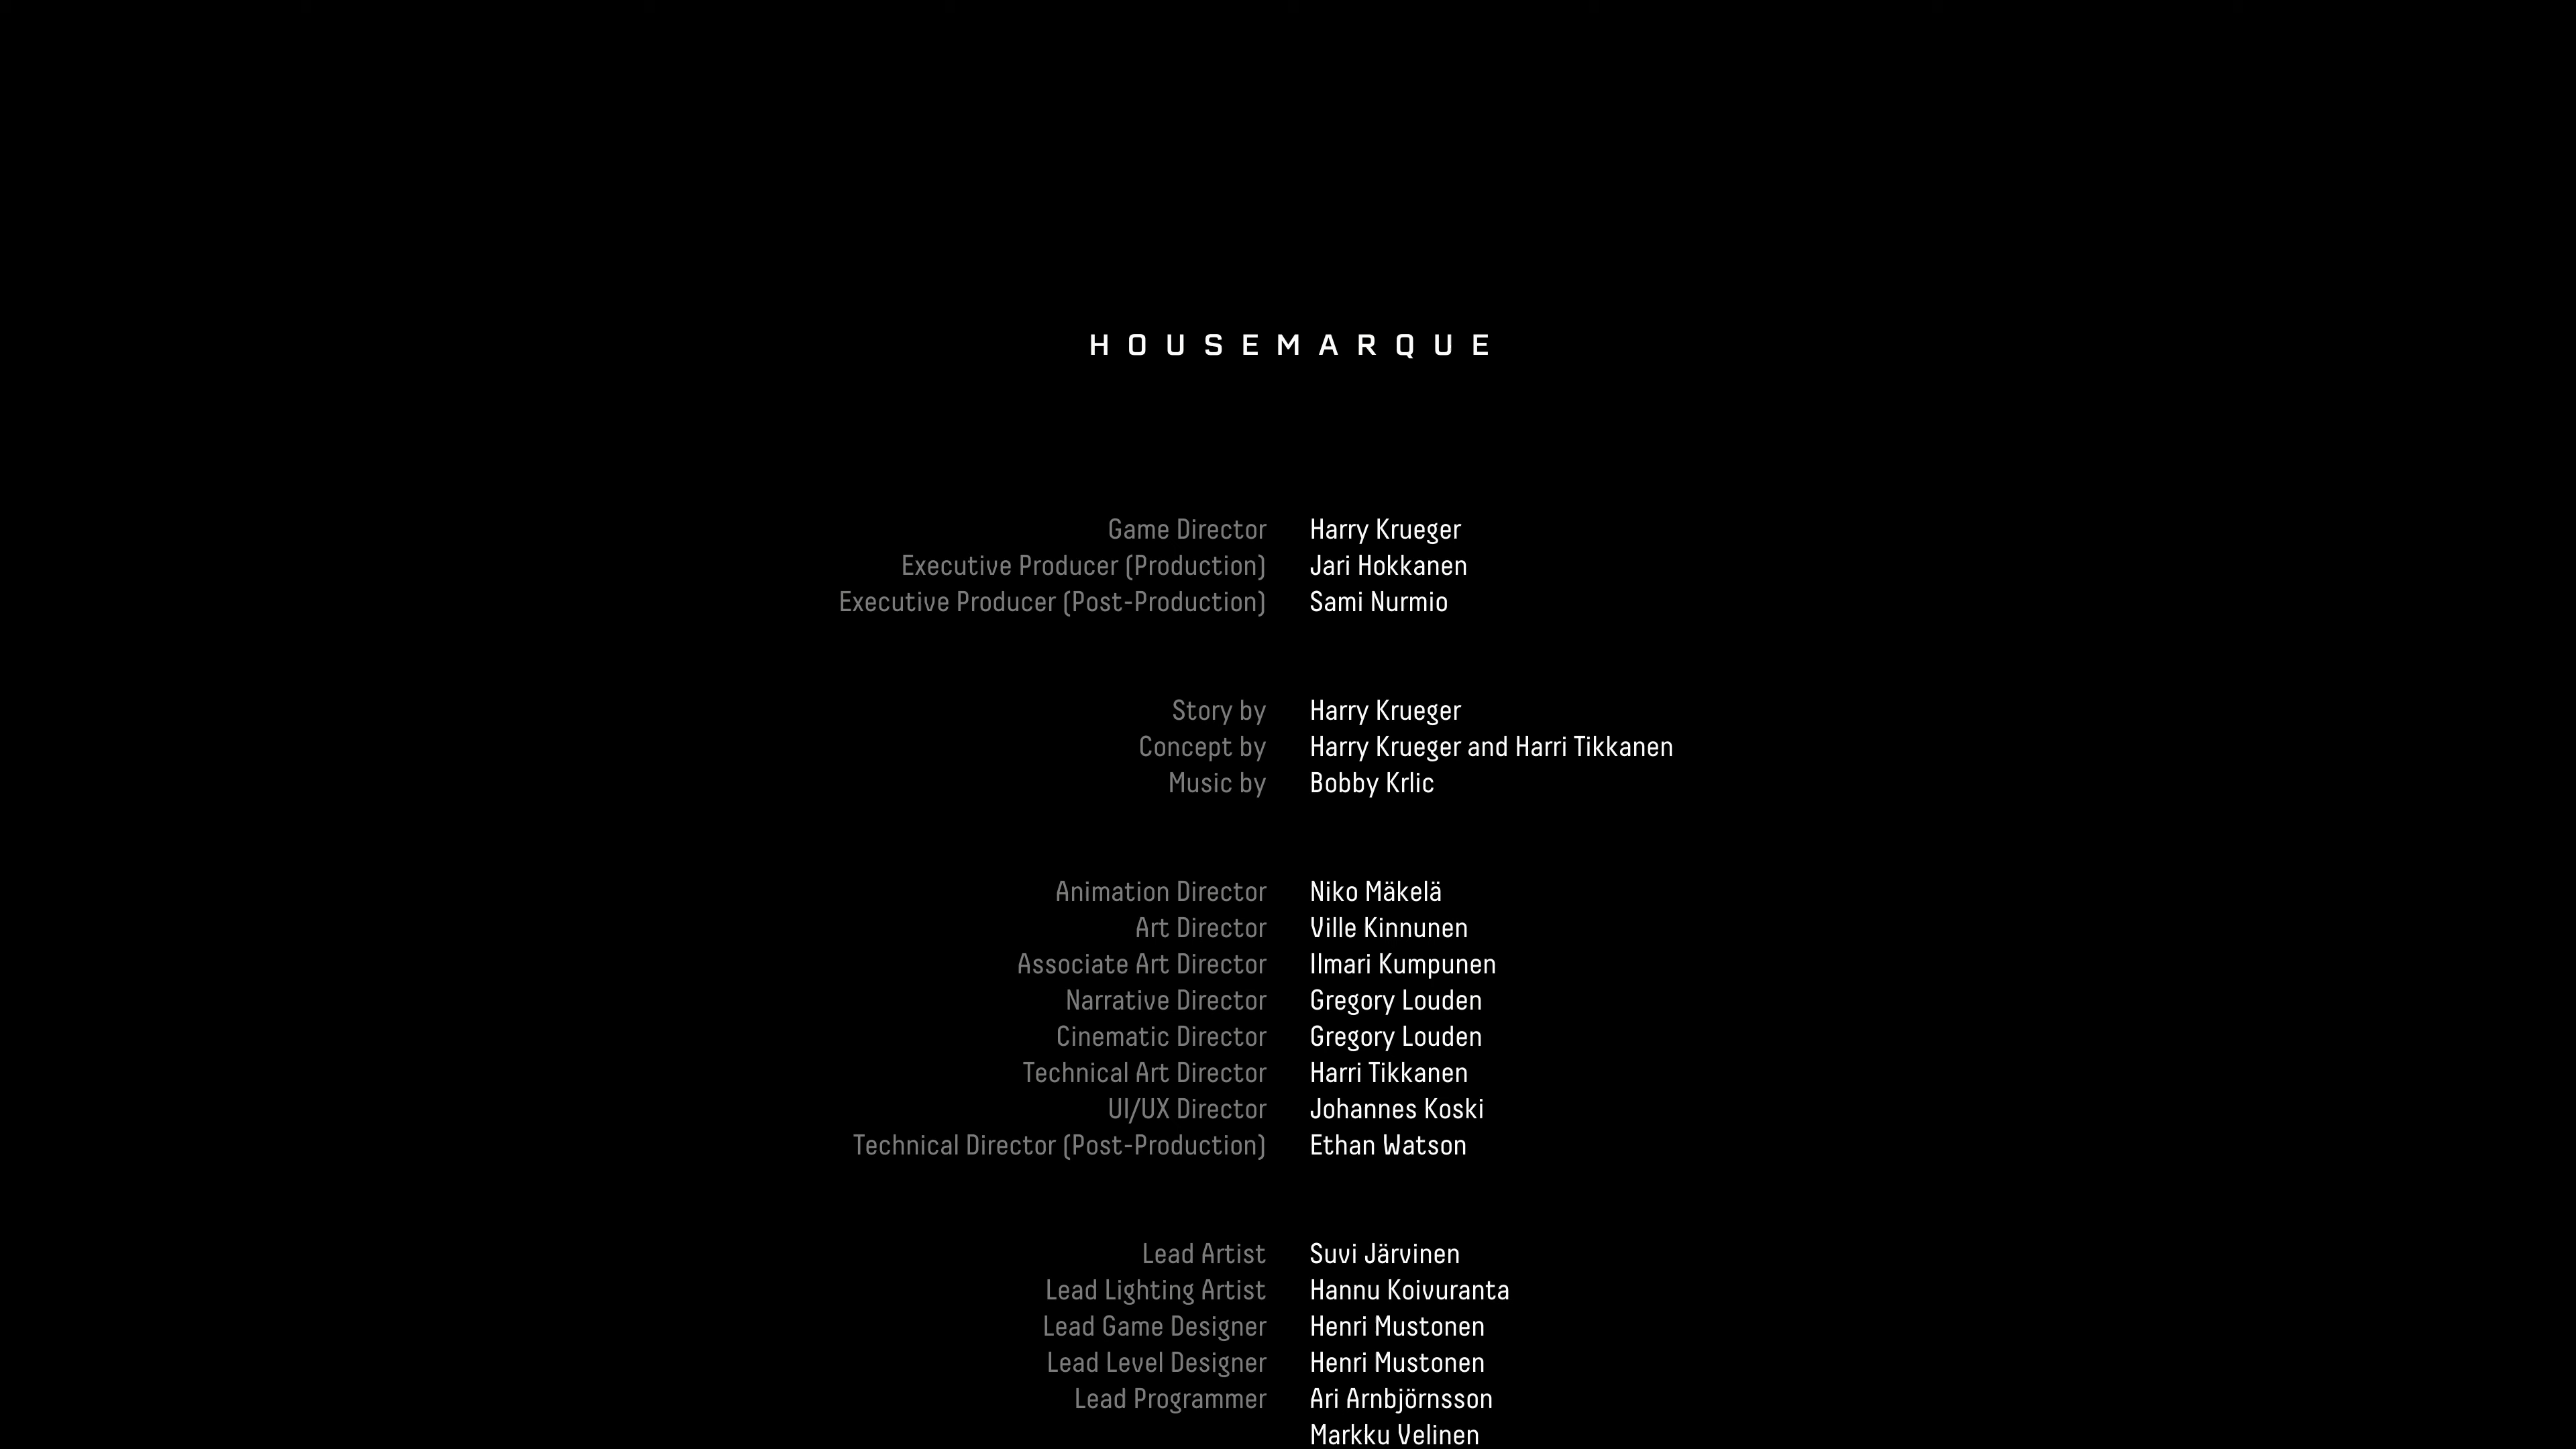 HOUSEMARQUE
Game Director Harry Krueger
Executive Producer (Production) Jari Hokkanen
Executive Producer (Post-Production) Sami Nurmio
Story by Harry Krueger
Concept by Harry Krueger and Harri Tikkanen
Music by Bobby Krlic
Animation Director Niko Mäkelä
Art Director Ville Kinnunen
Associate Art Director Ilmari Kumpunen
Narrative Director Gregory Louden
Cinematic Director Gregory Louden
Technical Art Director Harri Tikkanen
UI/UX Director Johannes Koski
Technical Director (Post-Production) Ethan Watson
Lead Artist Suvi Järvinen
Lead Lighting Artist Hannu Koivuranta
Lead Game Designer Henri Mustonen
Lead Level Designer Henri Mustonen
Lead Programmer Ari Arnbjörnsson
Markku Velinen